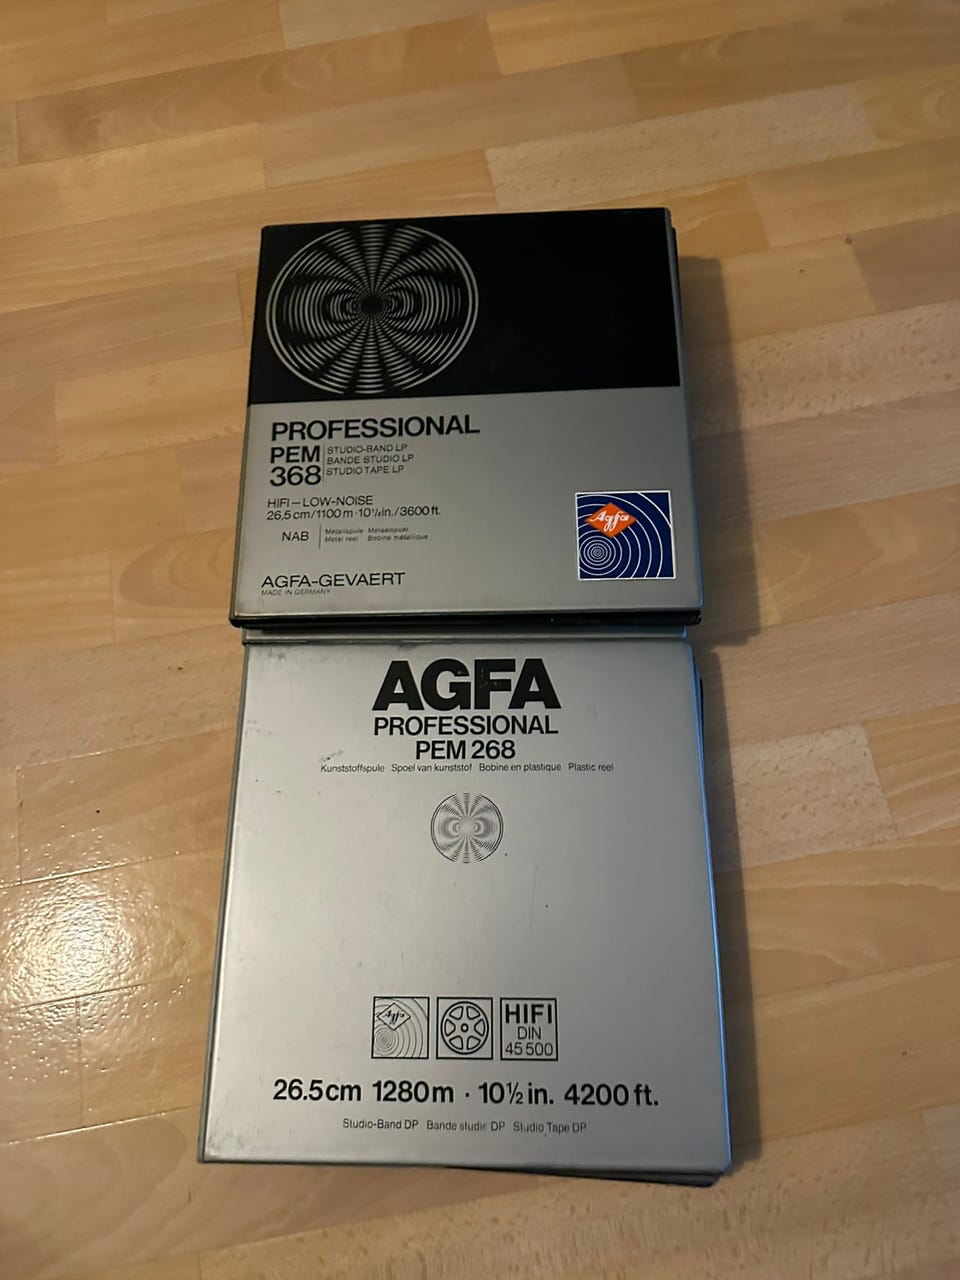 PROFESSIONAL
PEM 368
STUDIO-BAND LP
BANDE STUDIO LP
STUDIO TAPE LP
HIFI–LOW-NOISE
26,5 cm/1100 m·10½in./3600 ft.
NAB
Metallspule Metaalspoel
Metal reel Bobine métallique
Agfa
AGFA-GEVAERT
MADE IN GERMANY
AGFA
PROFESSIONAL
PEM 268
Kunststoffspule Spoel van kunststof Bobine en plastique Plastic reel
Agfa
HIFI
DIN
45 500
26.5cm 1280m · 10½ in. 4200 ft.
Studio-Band DP Bande studio DP Studio Tape DP